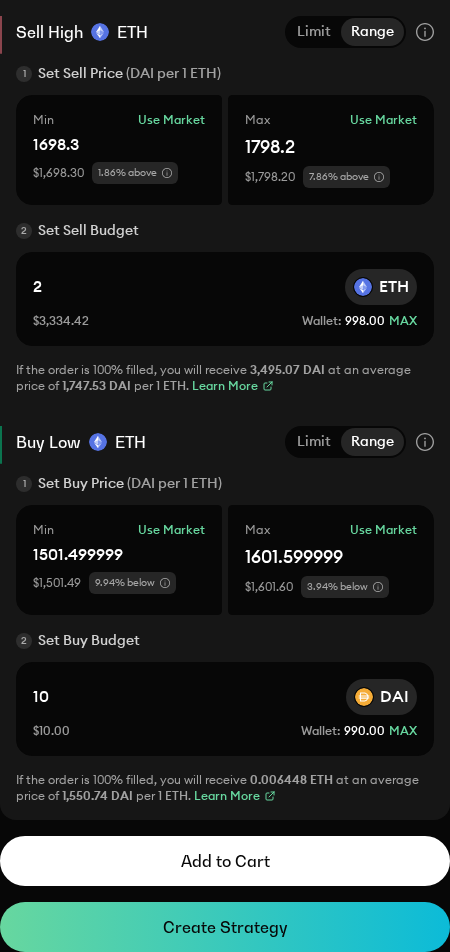 Sell High ETH Limit Range
1 Set Sell Price (DAI per 1 ETH)
Min Use Market Max Use Market
1698.3 1798.2
$1,698.30 1.86% above $1,798.20 7.86% above
2 Set Sell Budget
2 ETH
$3,334.42 Wallet: 998.00 MAX
If the order is 100% filled, you will receive 3,495.07 DAI at an average
price of 1,747.53 DAI per 1 ETH. Learn More
Buy Low ETH Limit Range
1 Set Buy Price (DAI per 1 ETH)
Min Use Market Max Use Market
1501.499999 1601.599999
$1,501.49 9.94% below $1,601.60 3.94% below
2 Set Buy Budget
10 DAI
$10.00 Wallet: 990.00 MAX
If the order is 100% filled, you will receive 0.006448 ETH at an average
price of 1,550.74 DAI per 1 ETH. Learn More
Add to Cart
Create Strategy